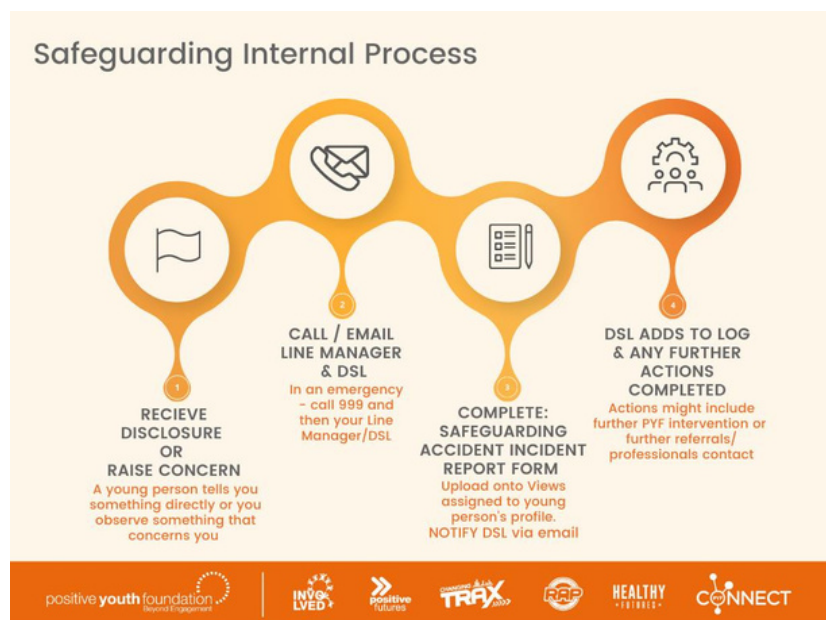 Safeguarding Internal Process
1
RECIEVE
DISCLOSURE
OR
RAISE CONCERN
A young person tells you
something directly or you
observe something that
concerns you
2
CALL / EMAIL
LINE MANAGER
& DSL
In an emergency
- call 999 and
then your Line
Manager/DSL
3
COMPLETE:
SAFEGUARDING
ACCIDENT INCIDENT
REPORT FORM
Upload onto Views
assigned to young
person's profile.
NOTIFY DSL via email
4
DSL ADDS TO LOG
& ANY FURTHER
ACTIONS
COMPLETED
Actions might include
further PYF intervention or
further referrals/
professionals contact
positive youth foundation
Beyond Engagement
INVO
LVED
positive
futures
CHANGING
TRAX
RAP
HEALTHY
FUTURES
PYF
CONNECT